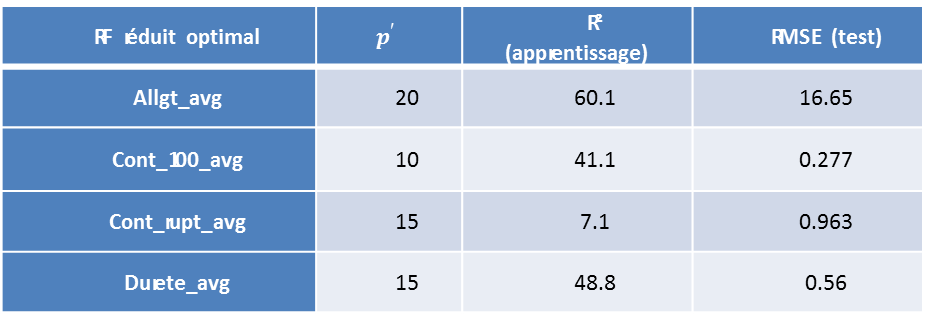 RF réduit optimal p′ R² (apprentissage) RMSE (test)
Allgt_avg 20 60.1 16.65
Cont_100_avg 10 41.1 0.277
Cont_rupt_avg 15 7.1 0.963
Durete_avg 15 48.8 0.56